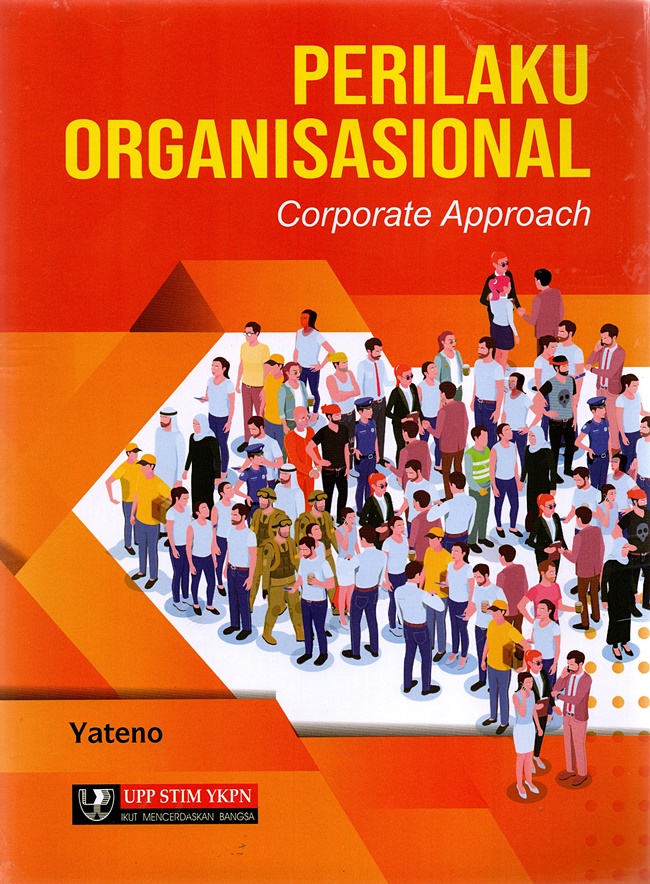 PERILAKU
ORGANISASIONAL
Corporate Approach
Yateno
UPP STIM YKPN
IKUT MENCERDASKAN BANGSA